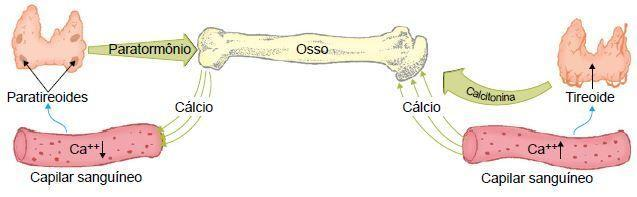 Paratormônio
Osso
Paratireoides
Cálcio
Ca++
Capilar sanguíneo
Calcitonina
Cálcio
Tireoide
Ca++
Capilar sanguíneo